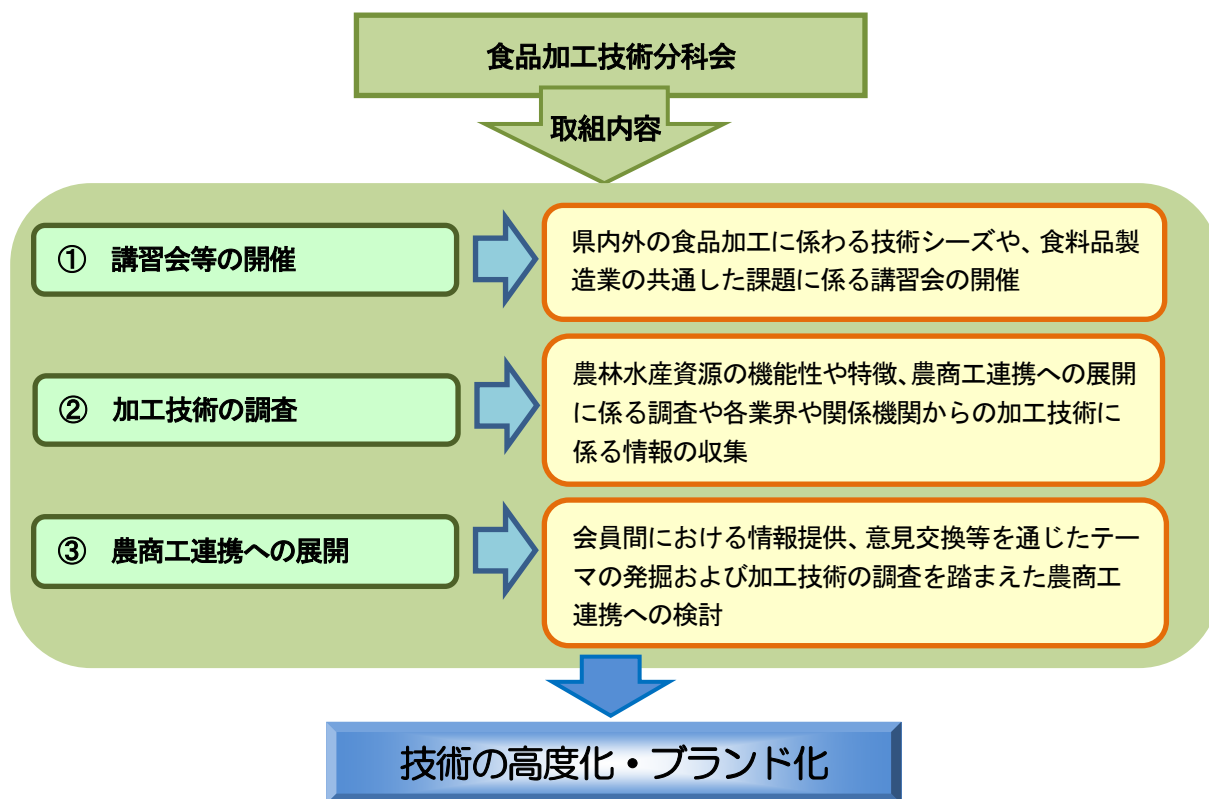 食品加工技術分科会
取組内容
① 講習会等の開催
県内外の食品加工に係わる技術シーズや、食料品製
造業の共通した課題に係る講習会の開催
② 加工技術の調査
農林水産資源の機能性や特徴、農商工連携への展開
に係る調査や各業界や関係機関からの加工技術に
係る情報の収集
③ 農商工連携への展開
会員間における情報提供、意見交換等を通じたテー
マの発掘および加工技術の調査を踏まえた農商工
連携への検討
技術の高度化・ブランド化